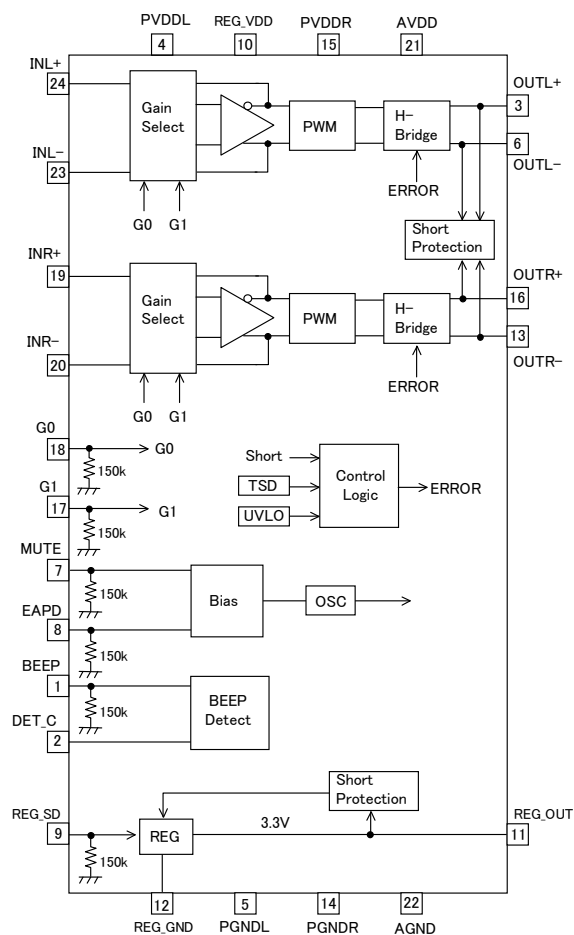 PVDDL REG_VDD PVDDR AVDD
4 10 15 21
INL+
24
OUTL+
3
Gain
Select
PWM
H-
Bridge
6
OUTL-
INL-
23
ERROR
G0 G1
Short
Protection
INR+
19
OUTR+
16
Gain
Select
PWM
H-
Bridge
13
OUTR-
INR-
20
ERROR
G0 G1
G0
18
G0
150k
G1
17
G1
150k
Short
TSD
UVLO
Control
Logic
ERROR
MUTE
7
150k
EAPD
8
150k
Bias
OSC
BEEP
1
150k
DET_C
2
BEEP
Detect
Short
Protection
REG_SD
9
150k
REG
3.3V
REG_OUT
11
12 5 14 22
REG_GND PGNDL PGNDR AGND